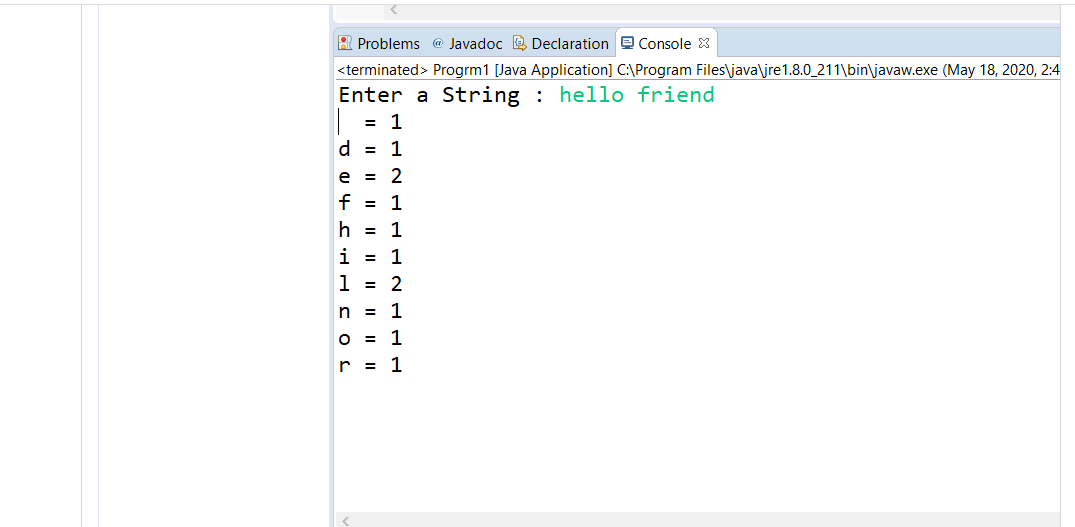 Problems @ Javadoc Declaration Console
<terminated> Progrm1 [Java Application] C:\Program Files\java\jre1.8.0_211\bin\javaw.exe (May 18, 2020, 2:4
Enter a String : hello friend
  = 1
d = 1
e = 2
f = 1
h = 1
i = 1
l = 2
n = 1
o = 1
r = 1